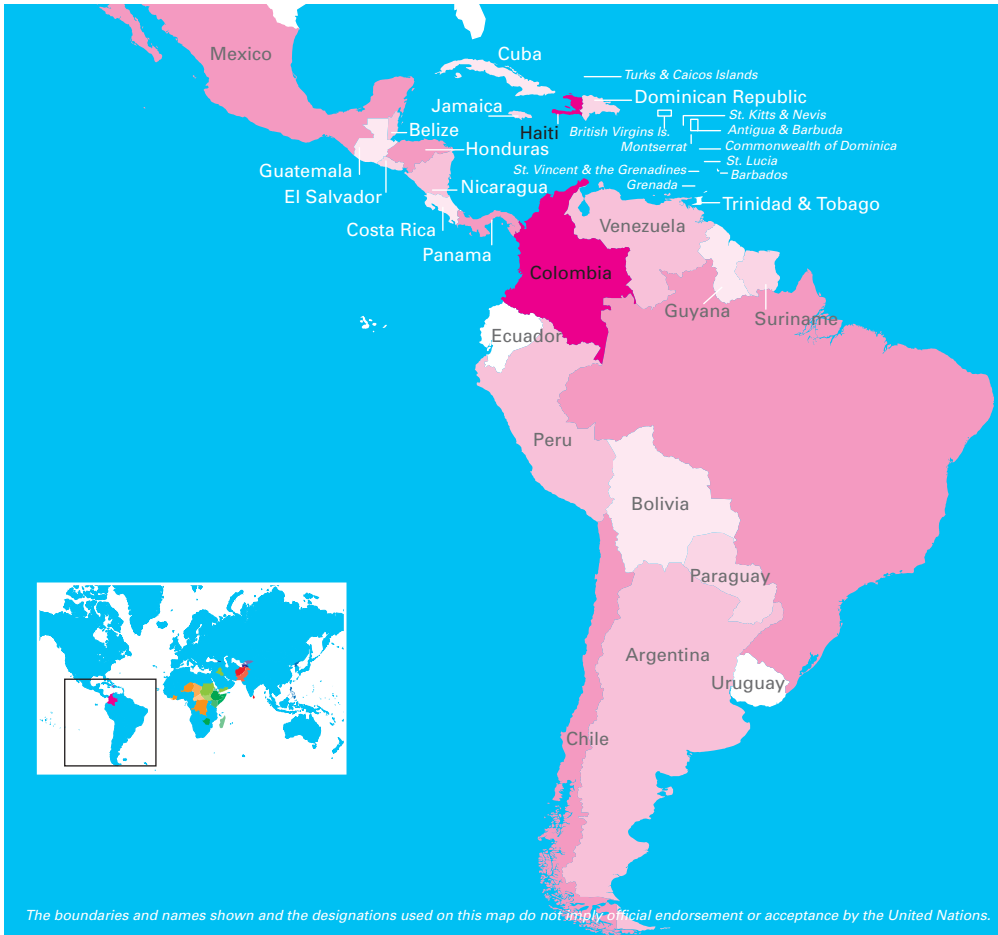 Mexico
Cuba
Turks & Caicos Islands
Dominican Republic
Jamaica
St. Kitts & Nevis
Haiti
British Virgins Is.
Antigua & Barbuda
Belize
Montserrat
Commonwealth of Dominica
Honduras
St. Lucia
Guatemala
St. Vincent & the Grenadines
Barbados
El Salvador
Nicaragua
Grenada
Trinidad & Tobago
Costa Rica
Venezuela
Panama
Colombia
Guyana
Suriname
Ecuador
Peru
Bolivia
Paraguay
Argentina
Uruguay
Chile
The boundaries and names shown and the designations used on this map do not imply official endorsement or acceptance by the United Nations.